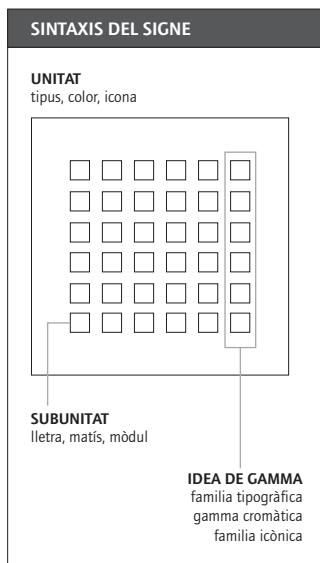 SINTAXIS DEL SIGNE
UNITAT
tipus, color, icona
SUBUNITAT
lletra, matís, mòdul
IDEA DE GAMMA
familia tipogràfica
gamma cromàtica
familia icònica